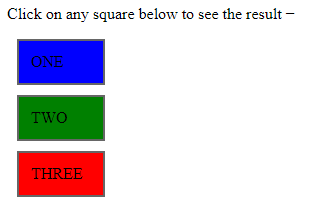 Click on any square below to see the result −
ONE
TWO
THREE